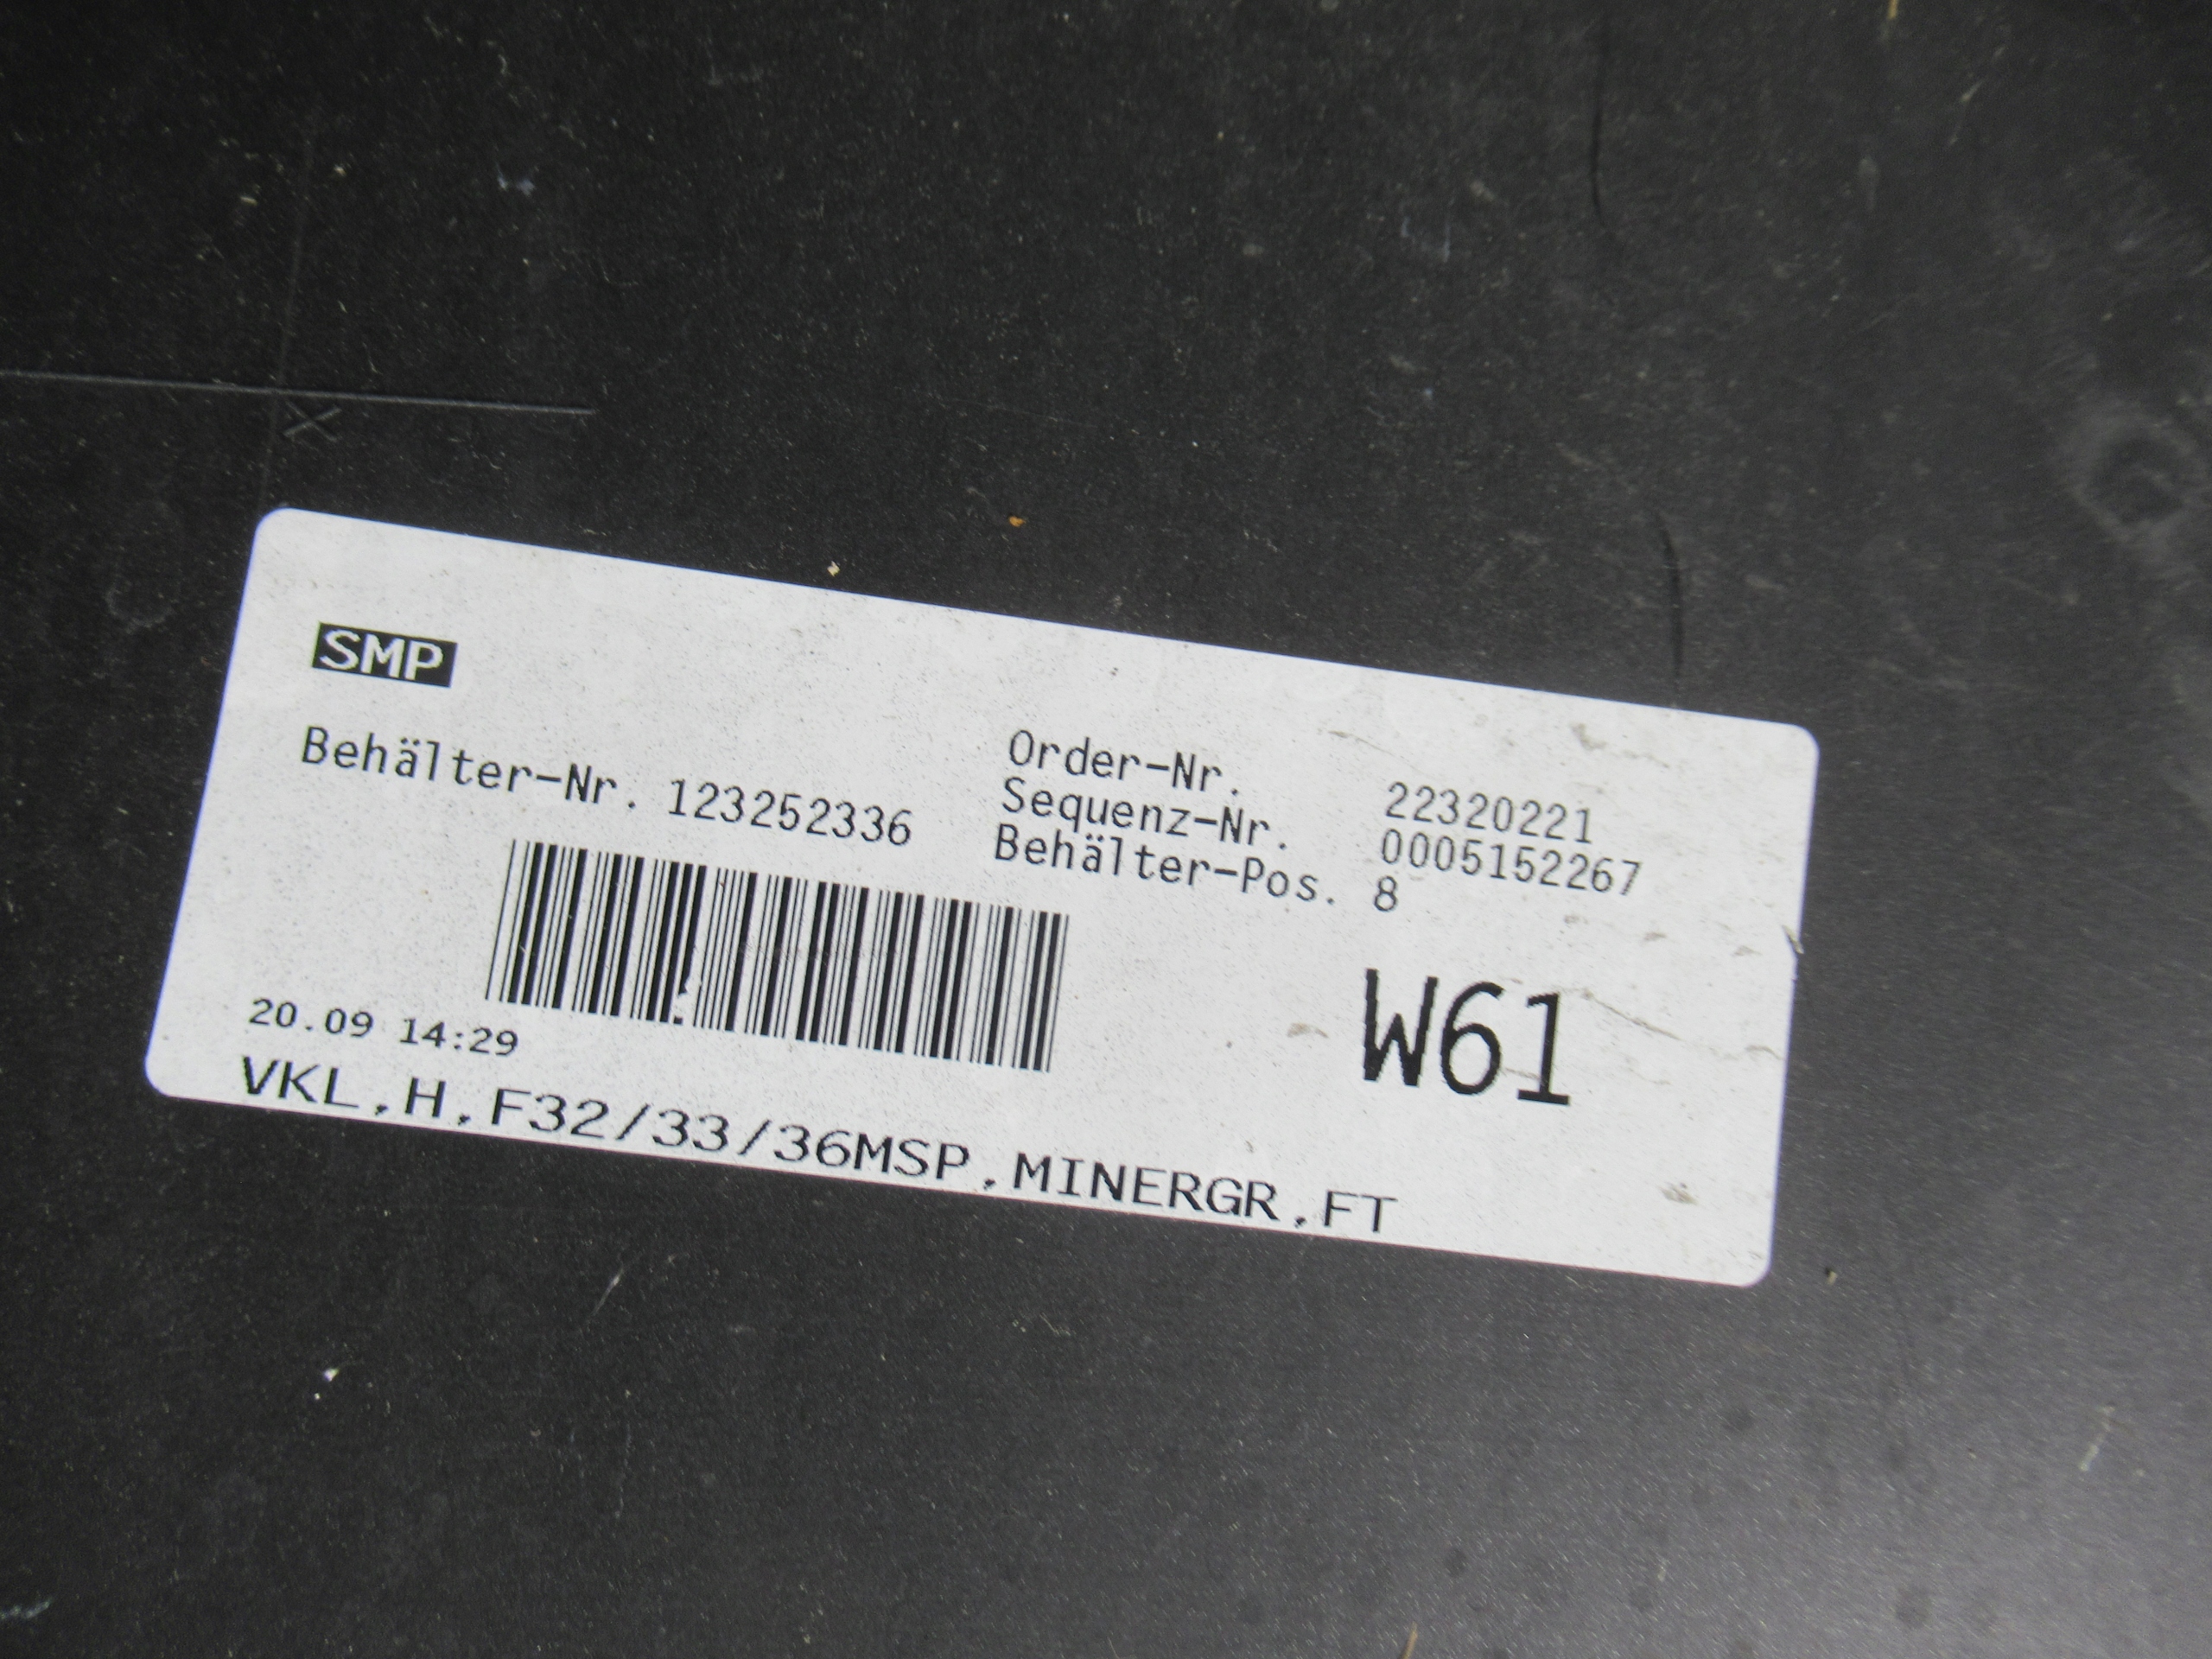 SMP
Behälter-Nr. 123252336
Order-Nr. 22320221
Sequenz-Nr. 0005152267
Behälter-Pos. 8
W61
20.09 14:29
VKL,H,F32/33/36MSP,MINERGR,FT